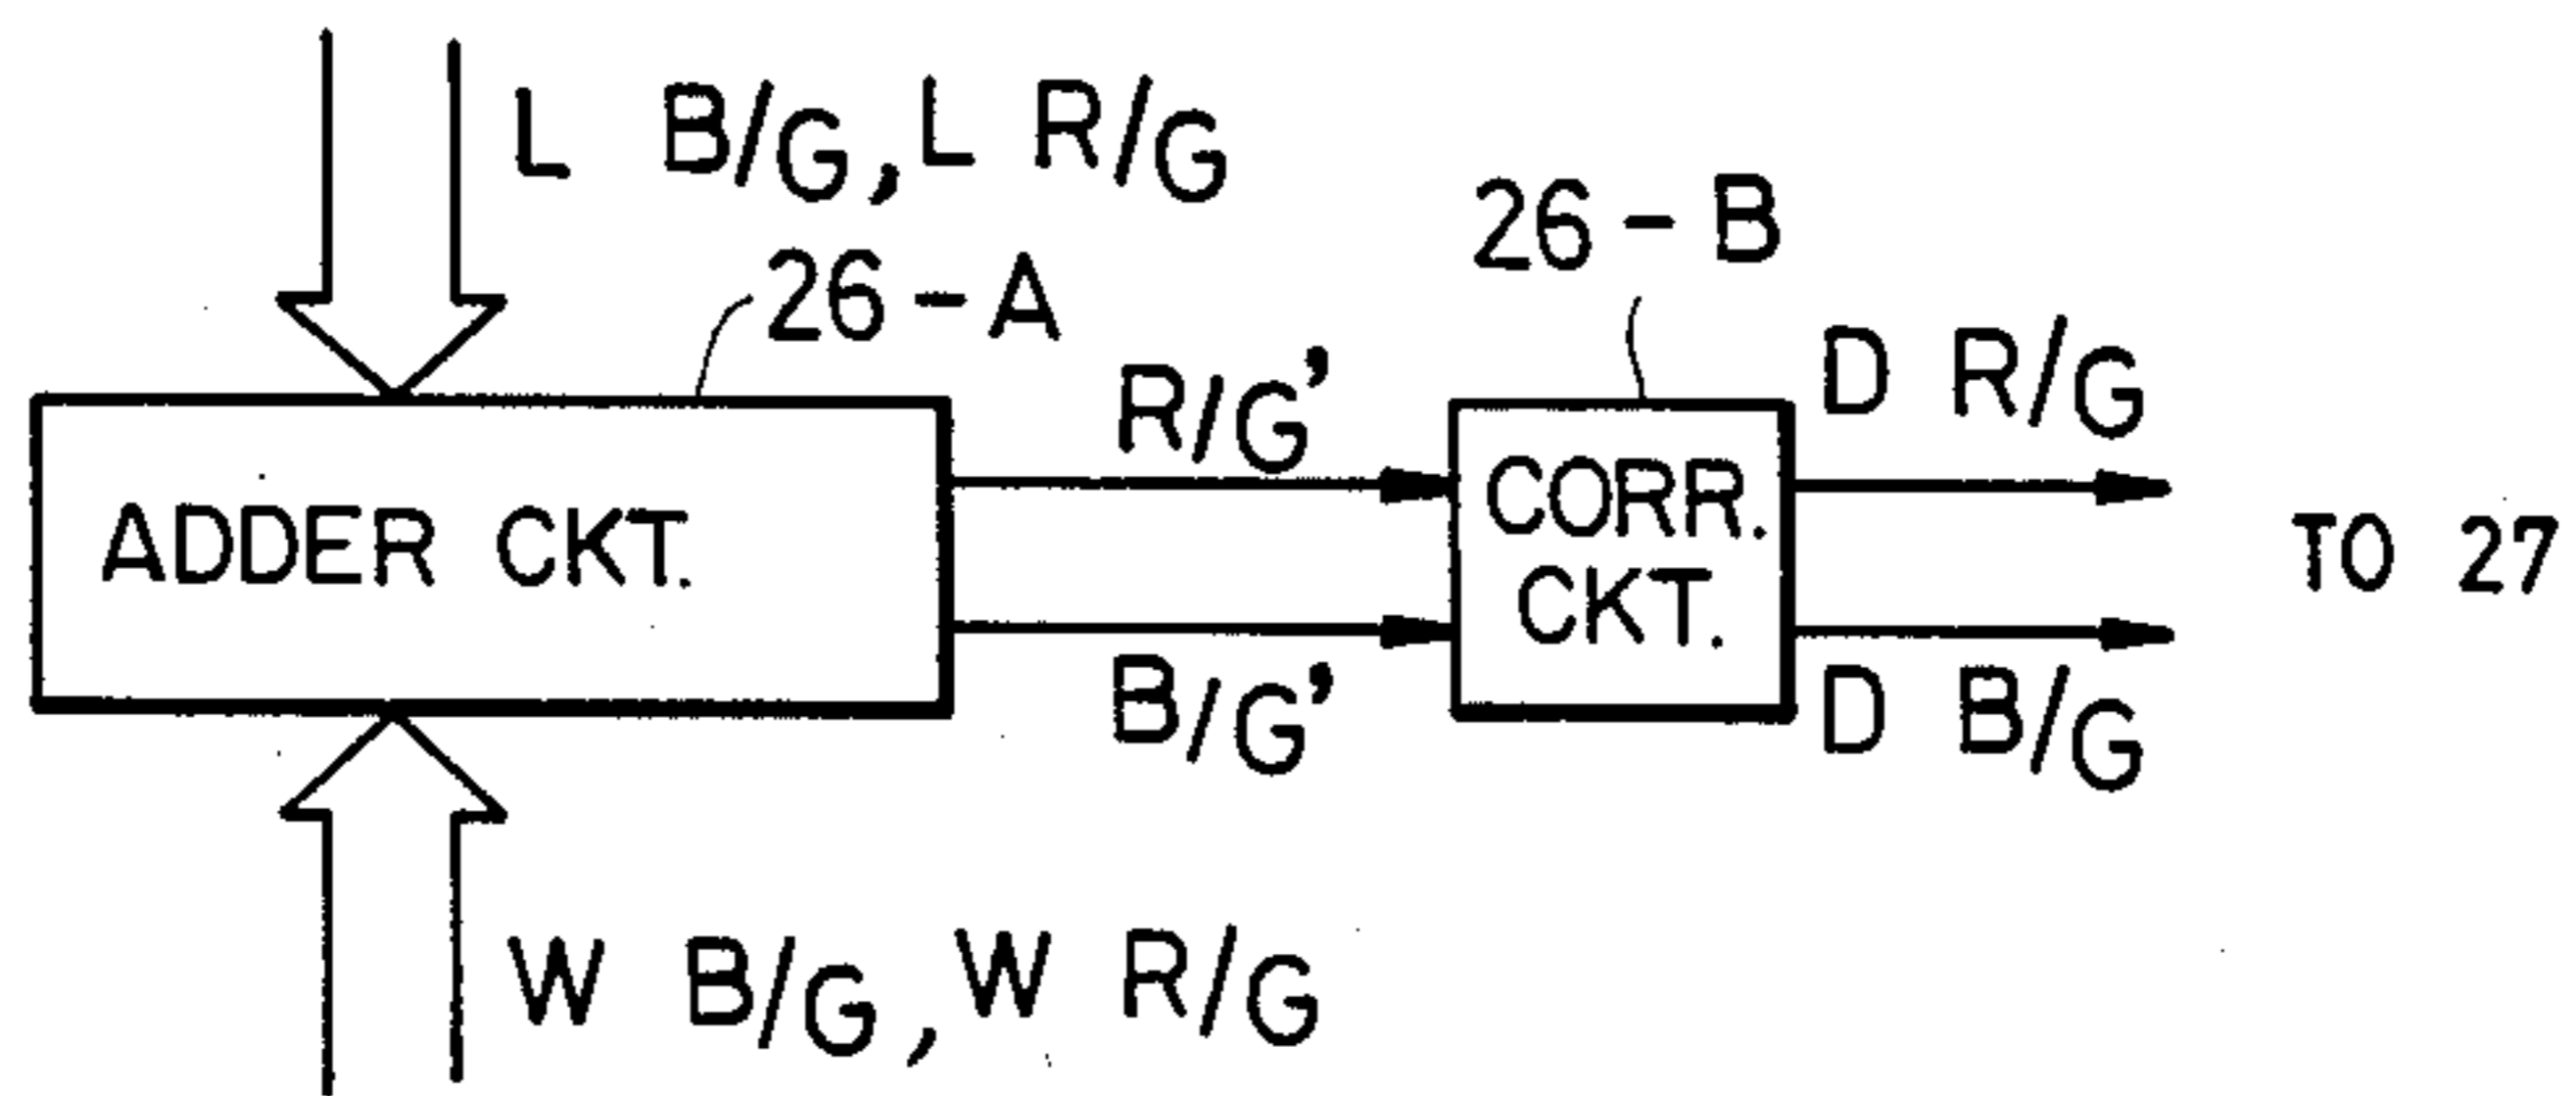 L B/G, L R/G
26-A
26-B
ADDER CKT.
R/G'
B/G'
CORR.
CKT.
D R/G
D B/G
TO 27
W B/G, W R/G